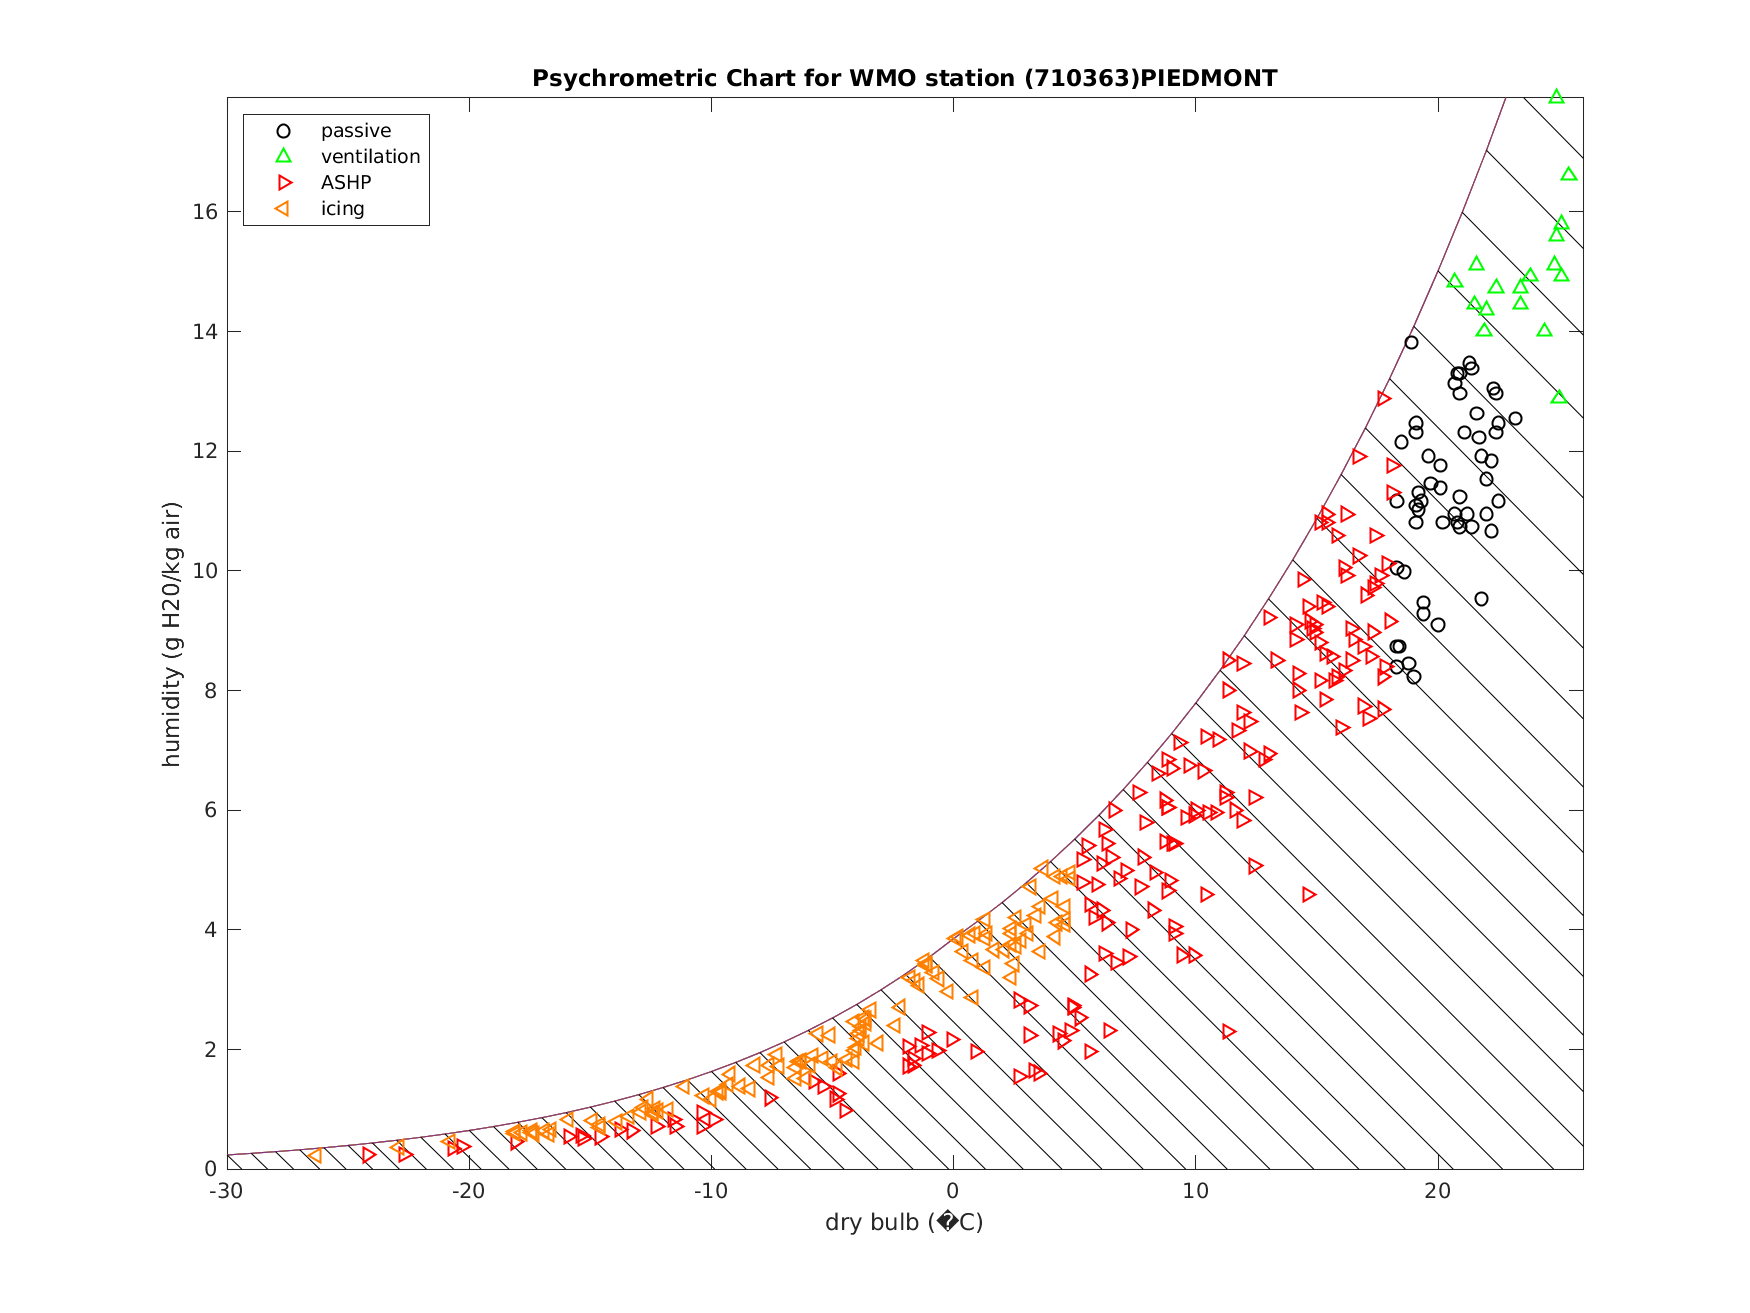 Psychrometric Chart for WMO station (710363)PIEDMONT
passive
ventilation
ASHP
icing
humidity (g H20/kg air)
16
14
12
10
8
6
4
2
0
-30 -20 -10 0 10 20
dry bulb (�C)